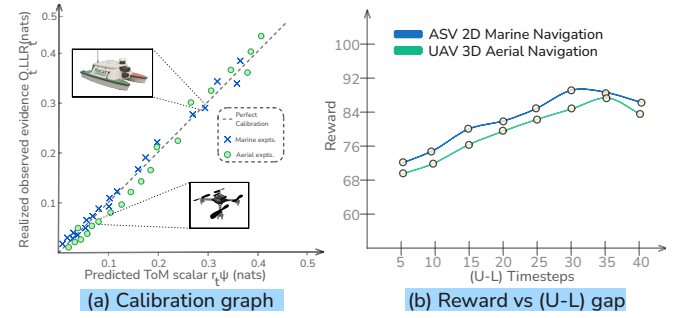 0.5
0.4
0.3
0.2
0.1
0.1
0.2
0.3
0.4
0.5
Realized observed evidence Q_t LLR_t (nats)
Predicted ToM scalar r_t^ψ (nats)
Perfect
Calibration
Marine expts.
Aerial expts.
(a) Calibration graph
ASV 2D Marine Navigation
UAV 3D Aerial Navigation
100
92
84
76
68
60
Reward
5
10
15
20
25
30
35
40
(U-L) Timesteps
(b) Reward vs (U-L) gap